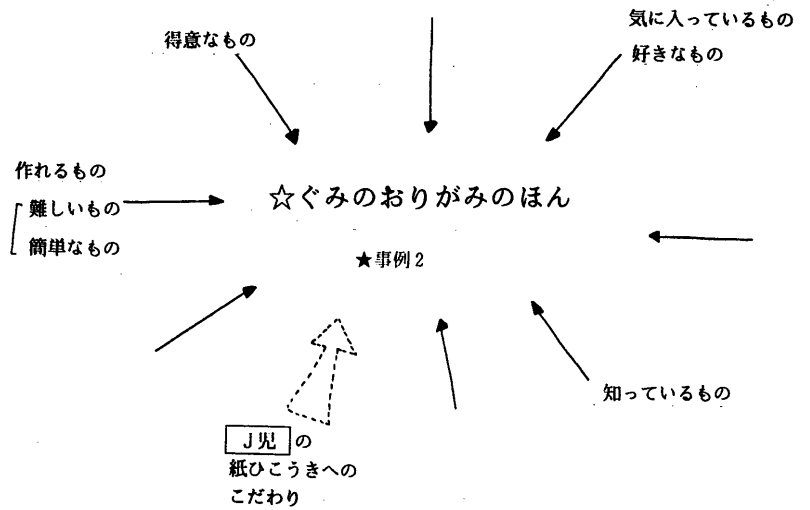 得意なもの
気に入っているもの
好きなもの
作れるもの
難しいもの
簡単なもの
☆ぐみのおりがみのほん
★事例2
知っているもの
J児の
紙ひこうきへの
こだわり